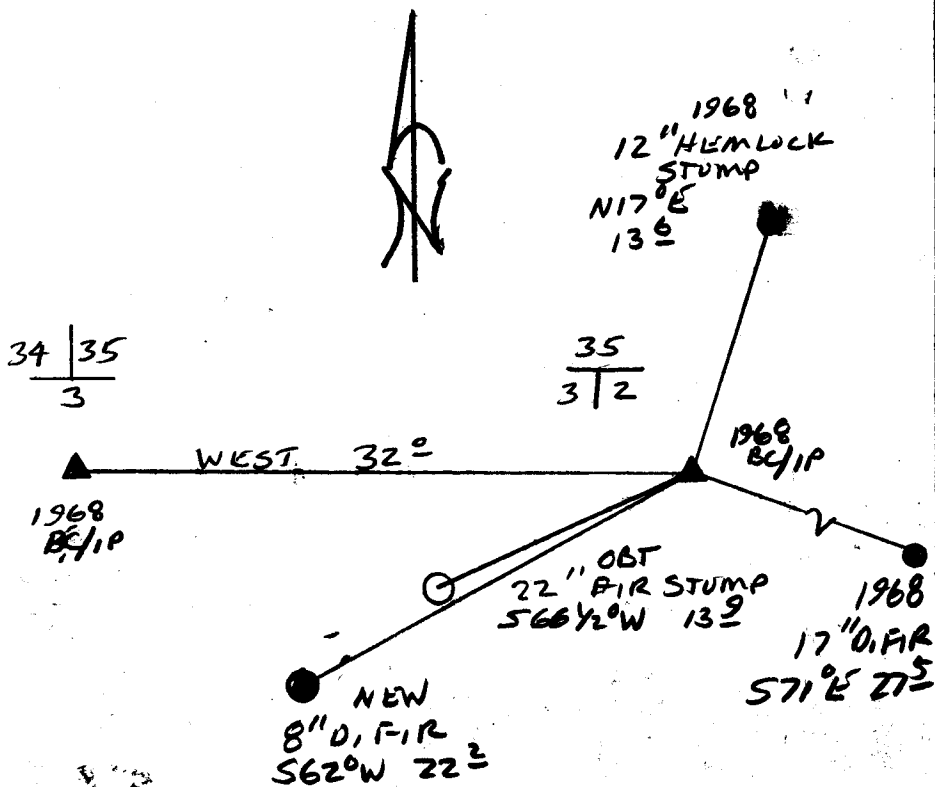 1968
12" HEMLOCK
STUMP
N17°E
13 6
34 | 35
3
35
3 | 2
WEST 32 0
1968
BC/IP
1968
BC/IP
OBT
22" FIR STUMP
S66 1/2°W 13 9
1968
17" D. FIR
S71°E 27 5
NEW
8" D. FIR
S62°W 22 2